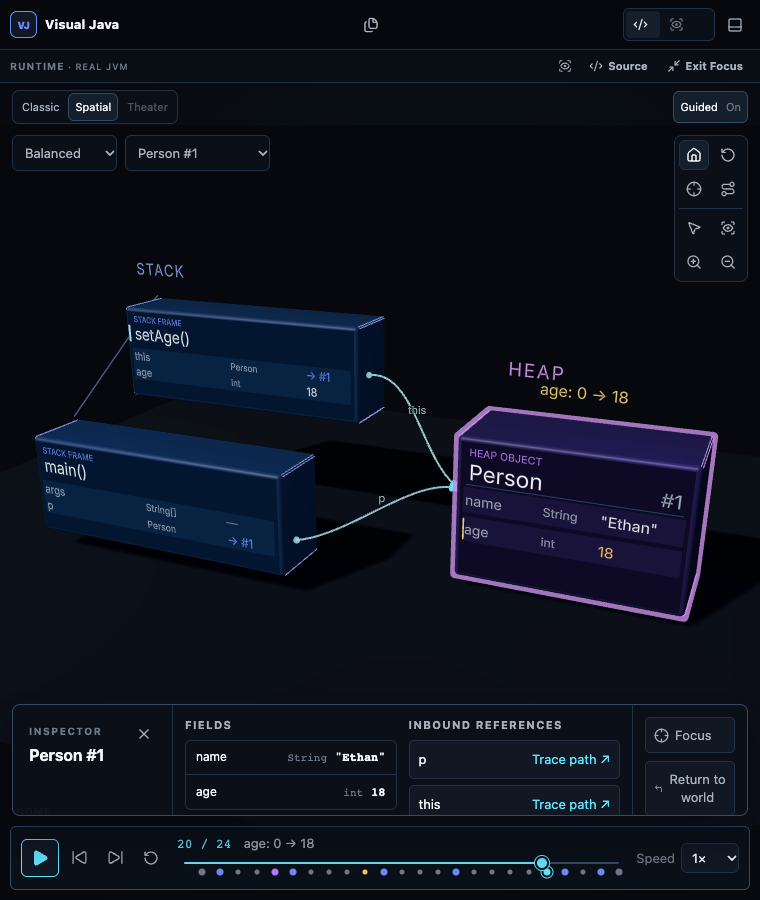 VJ Visual Java
RUNTIME · REAL JVM
Source
Exit Focus
Classic Spatial Theater
Guided On
Balanced
Person #1
STACK
STACK FRAME
setAge()
this Person → #1
age int 18
this
STACK FRAME
main()
args String[] —
p Person → #1
p
HEAP
age: 0 → 18
HEAP OBJECT
Person #1
name String "Ethan"
age int 18
INSPECTOR
Person #1
FIELDS
name String "Ethan"
age int 18
INBOUND REFERENCES
p Trace path ↗
this Trace path ↗
Focus
Return to
world
20 / 24 age: 0 → 18
Speed 1×